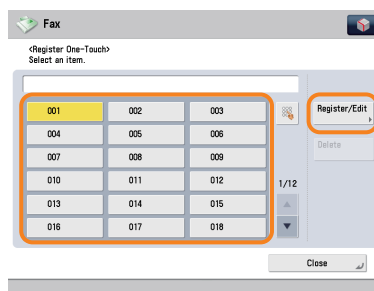 Fax
<Register One-Touch>
Select an item.
001 002 003
Register/Edit
004 005 006
Delete
007 008 009
010 011 012
1/12
013 014 015
016 017 018
Close